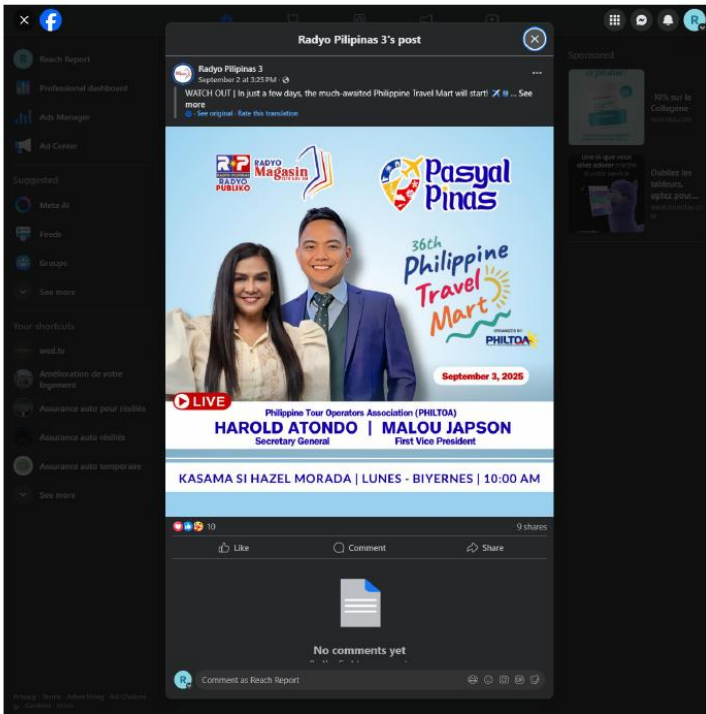 Radyo Pilipinas 3's post
Reach Report
Professional dashboard
Ads Manager
Ad Center
Suggested
Meta AI
Feeds
Groups
See more
Your shortcuts
Amélioration de votre
logement
Assurance auto pour résiliés
Assurance auto résiliés
Assurance auto temporaire
See more
Radyo Pilipinas 3
September 2 at 3:25 PM
WATCH OUT | In just a few days, the much-awaited Philippine Travel Mart will start! ... See
more
See original · Rate this translation
RP
RADYO
PUBLIKO
RADYO
Magasin
Pasyal
Pinas
36th
Philippine
Travel
Mart
ORGANIZED BY
PHILTOA
September 3, 2025
LIVE
Philippine Tour Operators Association (PHILTOA)
HAROLD ATONDO | MALOU JAPSON
Secretary General First Vice President
KASAMA SI HAZEL MORADA | LUNES - BIYERNES | 10:00 AM
10
9 shares
Like Comment Share
No comments yet
Comment as Reach Report
Sponsored
-10% sur le
Collagène
Oubliez les
tableurs,
optez pour...
Privacy · Terms · Advertising · Ad Choices
Cookies · More